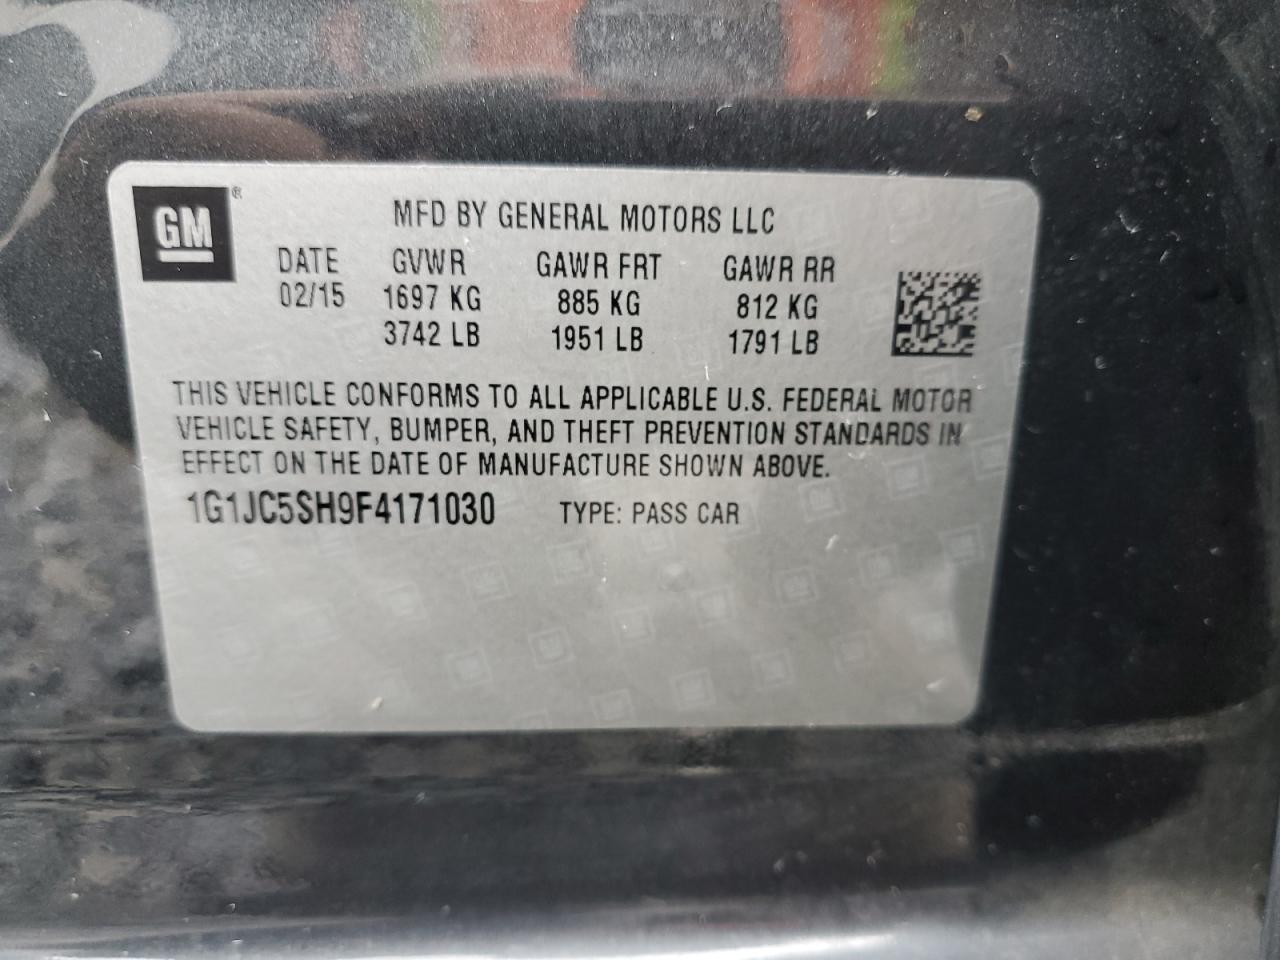 GM®
MFD BY GENERAL MOTORS LLC
DATE GVWR GAWR FRT GAWR RR
02/15 1697 KG 885 KG 812 KG
3742 LB 1951 LB 1791 LB
THIS VEHICLE CONFORMS TO ALL APPLICABLE U.S. FEDERAL MOTOR
VEHICLE SAFETY, BUMPER, AND THEFT PREVENTION STANDARDS IN
EFFECT ON THE DATE OF MANUFACTURE SHOWN ABOVE.
1G1JC5SH9F4171030 TYPE: PASS CAR